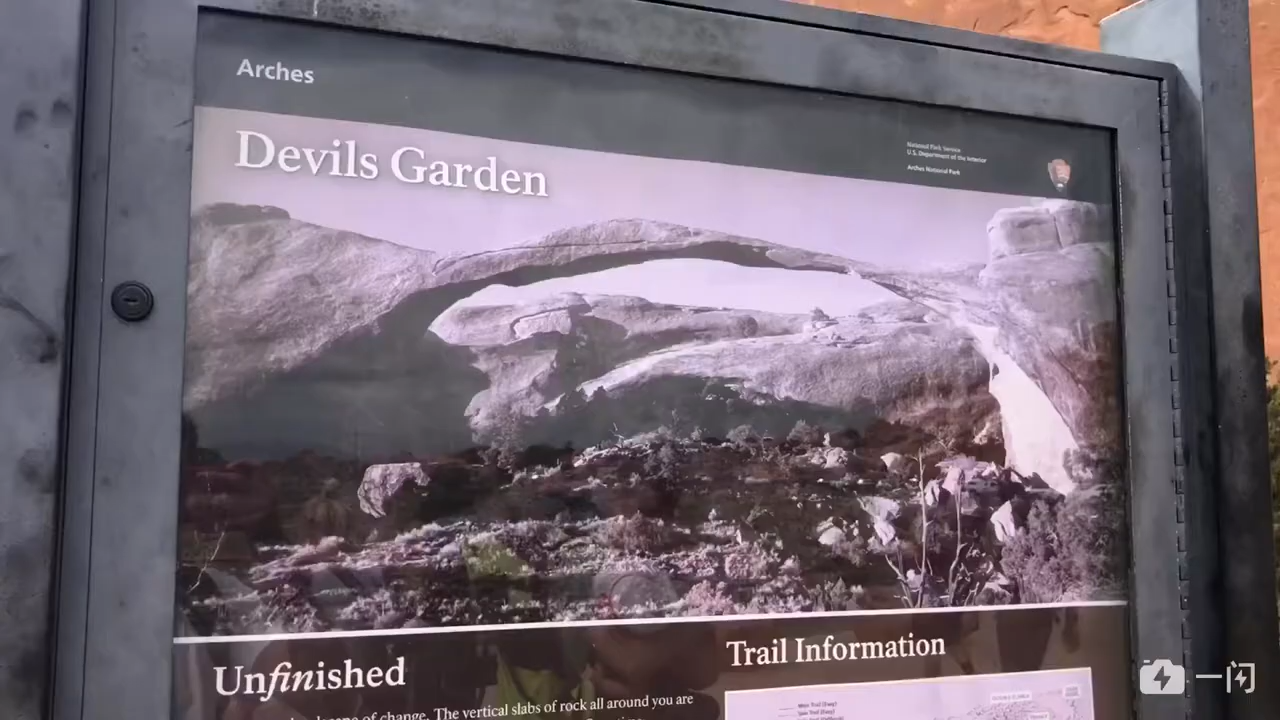 Arches
Devils Garden
National Park Service
U.S. Department of the Interior
Arches National Park
Unfinished
of change. The vertical slabs of rock all around you are
Trail Information
一闪